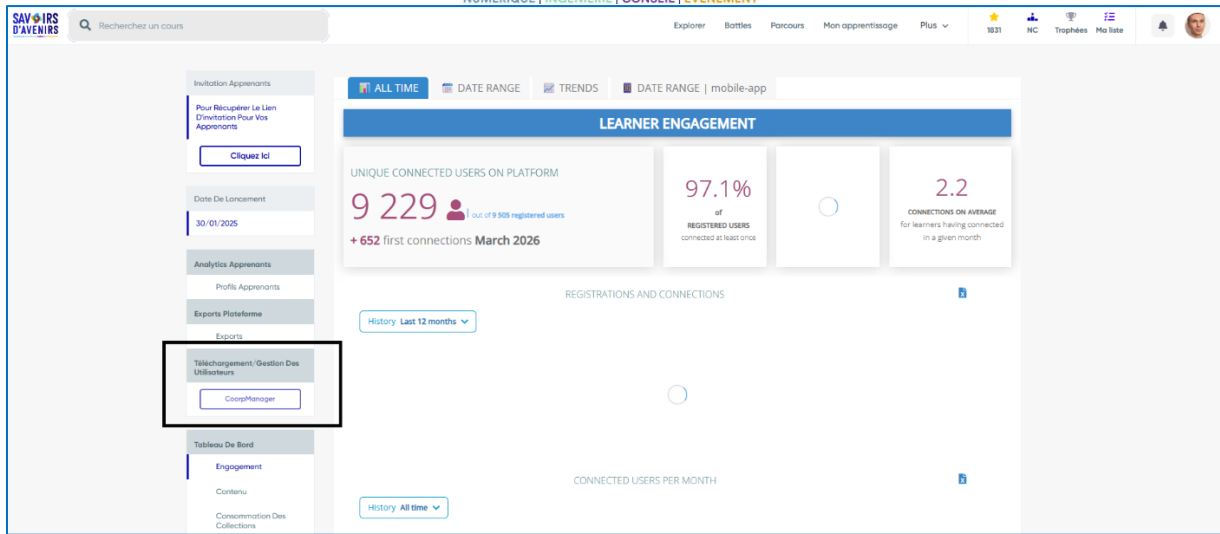 NUMÉRIQUE | INGÉNIERIE | CONSEIL | ÉVÉNEMENT
SAVOIRS
D'AVENIRS
Recherchez un cours
Explorer
Battles
Parcours
Mon apprentissage
Plus
1831
NC
Trophées
Ma liste
Invitation Apprenants
Pour Récupérer Le Lien
D'invitation Pour Vos
Apprenants
Cliquez Ici
Date De Lancement
30/01/2025
Analytics Apprenants
Profils Apprenants
Exports Plateforme
Exports
Téléchargement/Gestion Des
Utilisateurs
CoorpManager
Tableau De Bord
Engagement
Contenu
Consommation Des
Collections
ALL TIME
DATE RANGE
TRENDS
DATE RANGE | mobile-app
LEARNER ENGAGEMENT
UNIQUE CONNECTED USERS ON PLATFORM
9 229 out of 9 505 registered users
+ 652 first connections March 2026
97.1%
of
REGISTERED USERS
connected at least once
2.2
CONNECTIONS ON AVERAGE
for learners having connected
in a given month
REGISTRATIONS AND CONNECTIONS
History Last 12 months
CONNECTED USERS PER MONTH
History All time